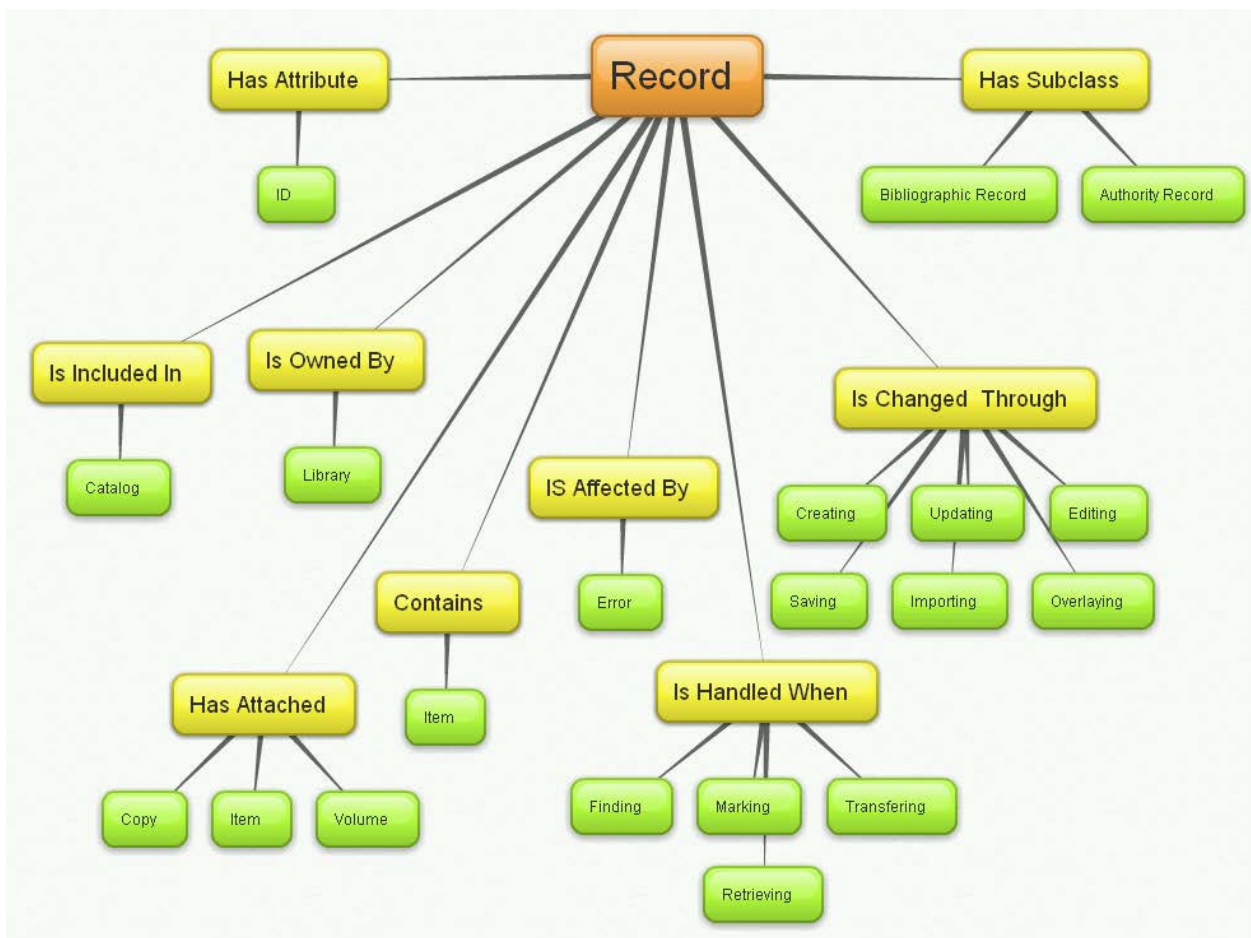 Record
Has Attribute
Has Subclass
ID
Bibliographic Record
Authority Record
Is Included In
Is Owned By
Is Changed  Through
Catalog
Library
IS Affected By
Creating
Updating
Editing
Contains
Error
Saving
Importing
Overlaying
Has Attached
Item
Is Handled When
Copy
Item
Volume
Finding
Marking
Transfering
Retrieving